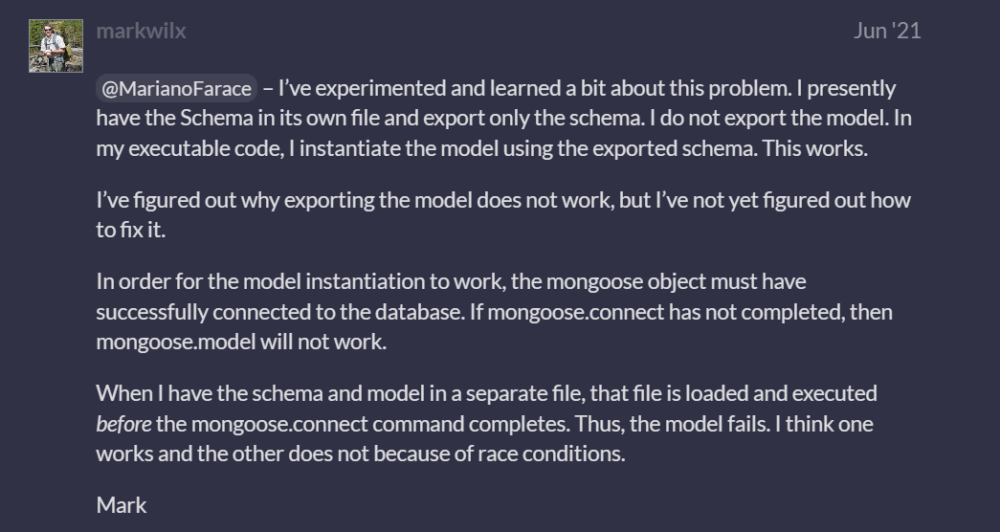 markwilx
Jun '21
@MarianoFarace – I’ve experimented and learned a bit about this problem. I presently
have the Schema in its own file and export only the schema. I do not export the model. In
my executable code, I instantiate the model using the exported schema. This works.
I’ve figured out why exporting the model does not work, but I’ve not yet figured out how
to fix it.
In order for the model instantiation to work, the mongoose object must have
successfully connected to the database. If mongoose.connect has not completed, then
mongoose.model will not work.
When I have the schema and model in a separate file, that file is loaded and executed
before the mongoose.connect command completes. Thus, the model fails. I think one
works and the other does not because of race conditions.
Mark